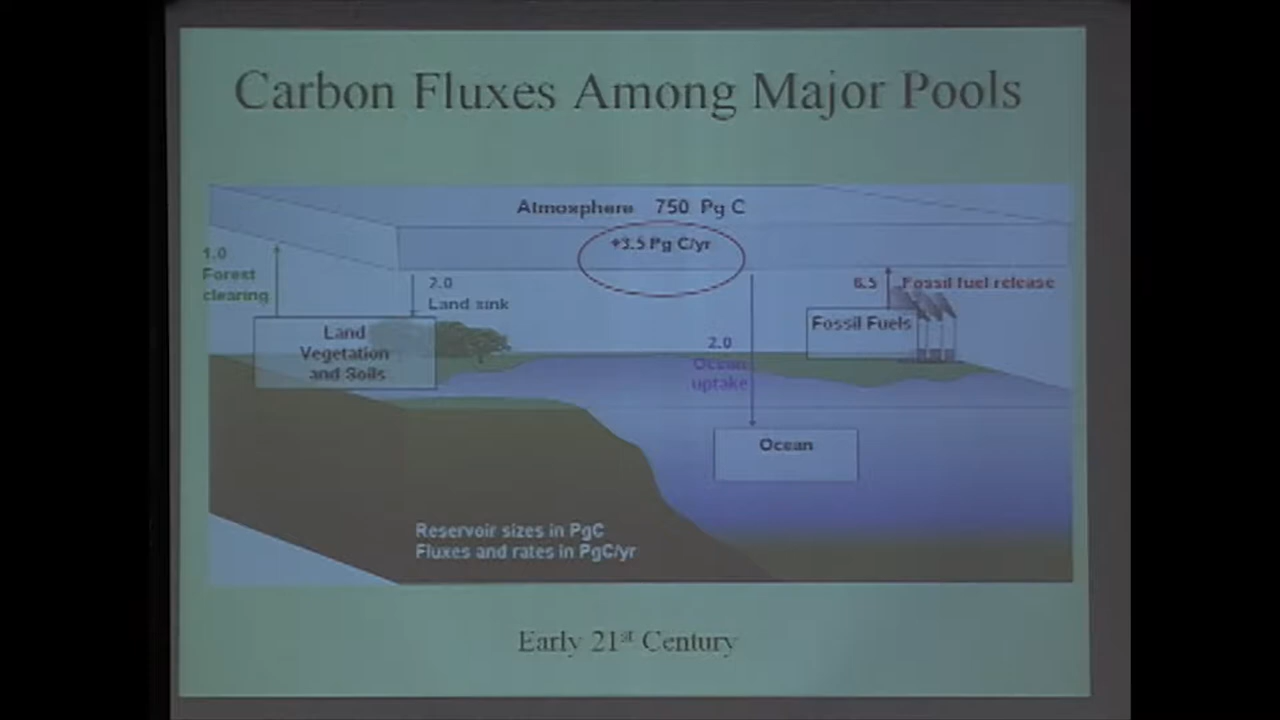 Carbon Fluxes Among Major Pools
Atmosphere 750 Pg C
+3.5 Pg C/yr
1.0
Forest
clearing
2.0
Land sink
6.5 Fossil fuel release
Land
Vegetation
and Soils
Fossil Fuels
2.0
Ocean
uptake
Ocean
Reservoir sizes in PgC
Fluxes and rates in PgC/yr
Early 21st Century